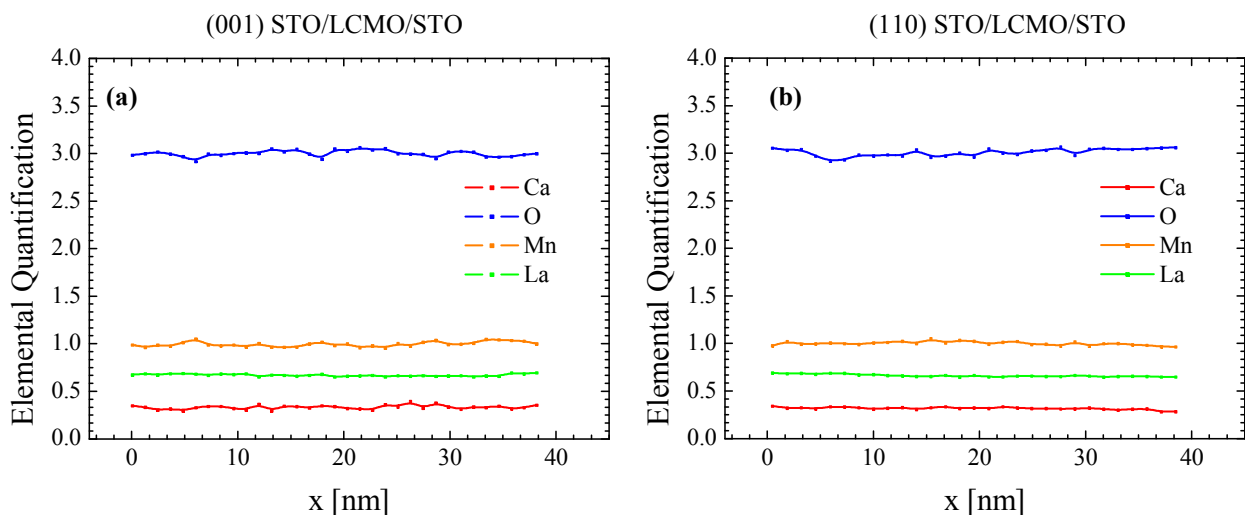 (001) STO/LCMO/STO
4.0
3.5
3.0
2.5
2.0
1.5
1.0
0.5
0.0
Elemental Quantification
(a)
Ca
O
Mn
La
0 10 20 30 40
x [nm]
(110) STO/LCMO/STO
4.0
3.5
3.0
2.5
2.0
1.5
1.0
0.5
0.0
Elemental Quantification
(b)
Ca
O
Mn
La
0 10 20 30 40
x [nm]